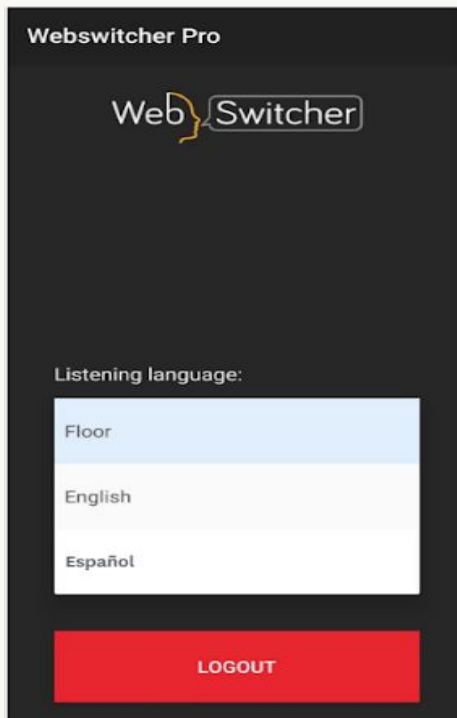 Webswitcher Pro
Web Switcher
Listening language:
Floor
English
Español
LOGOUT